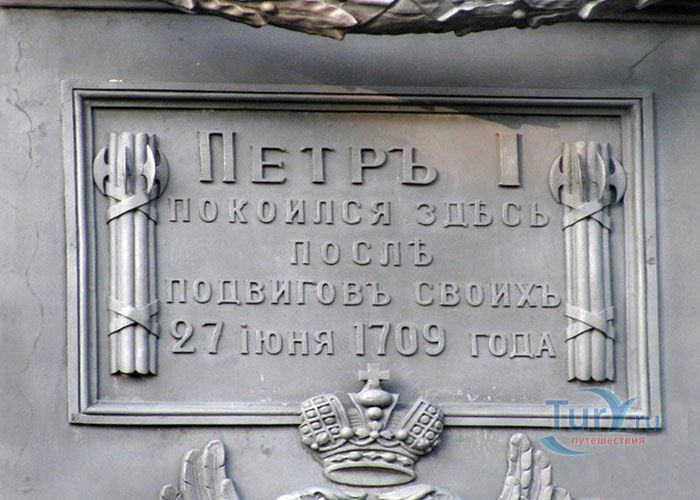 Петръ I
покоился здѣсь
послѣ
подвиговъ своихъ
27 iюня 1709 года
Tury.ru
путешествия